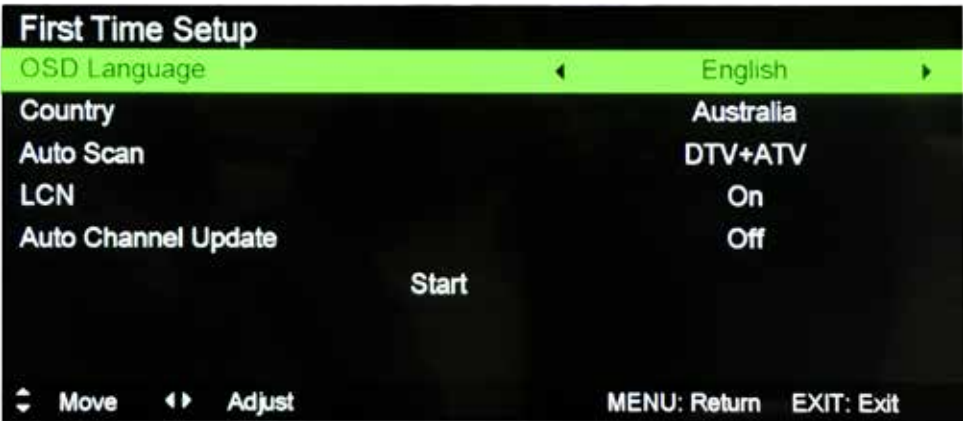 First Time Setup
OSD Language English
Country Australia
Auto Scan DTV+ATV
LCN On
Auto Channel Update Off
Start
Move Adjust MENU: Return EXIT: Exit